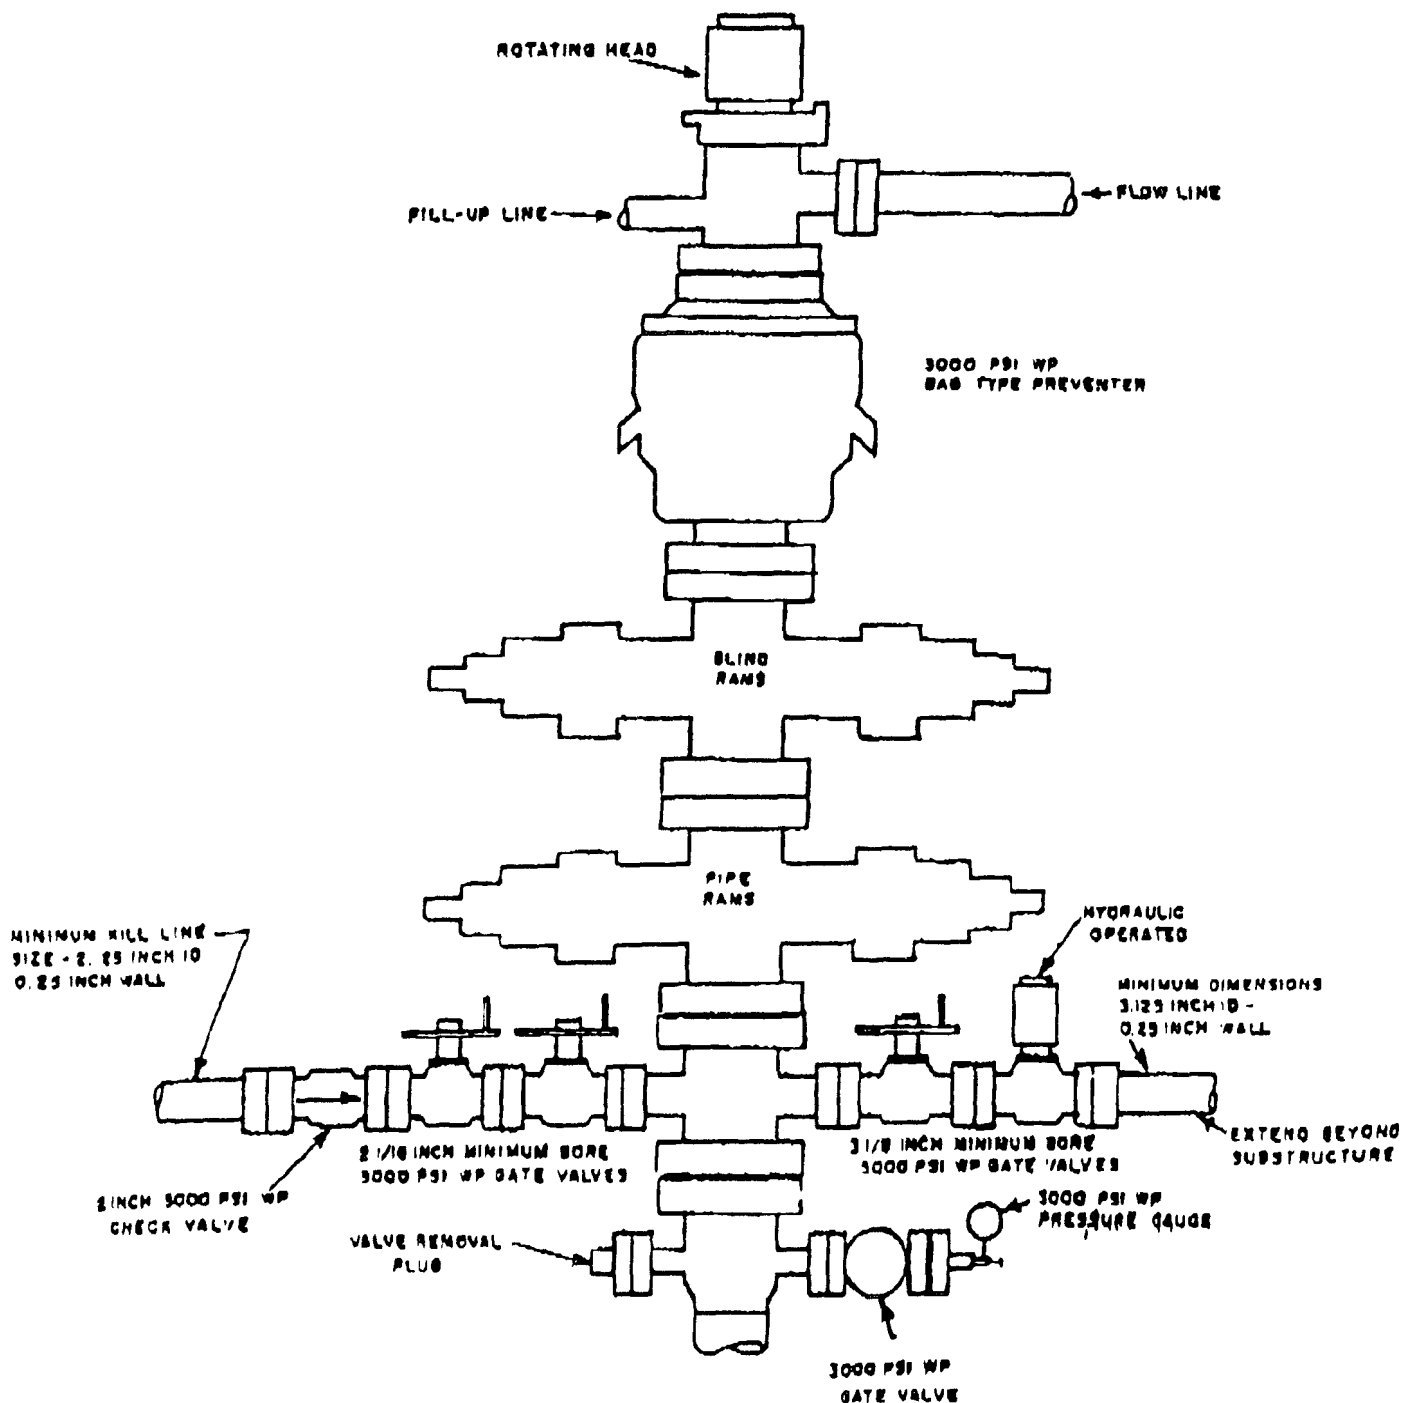 ROTATING HEAD
FLOW LINE
FILL-UP LINE
3000 PSI WP
BAG TYPE PREVENTER
BLIND
RAMS
PIPE
RAMS
MINIMUM KILL LINE
SIZE - 2.25 INCH ID
0.25 INCH WALL
HYDRAULIC
OPERATED
MINIMUM DIMENSIONS
3.125 INCH ID -
0.25 INCH WALL
2 1/16 INCH MINIMUM BORE
3000 PSI WP GATE VALVES
3 1/8 INCH MINIMUM BORE
3000 PSI WP GATE VALVES
EXTEND BEYOND
SUBSTRUCTURE
2 INCH 3000 PSI WP
CHECK VALVE
3000 PSI WP
PRESSURE GAUGE
VALVE REMOVAL
PLUG
3000 PSI WP
GATE VALVE